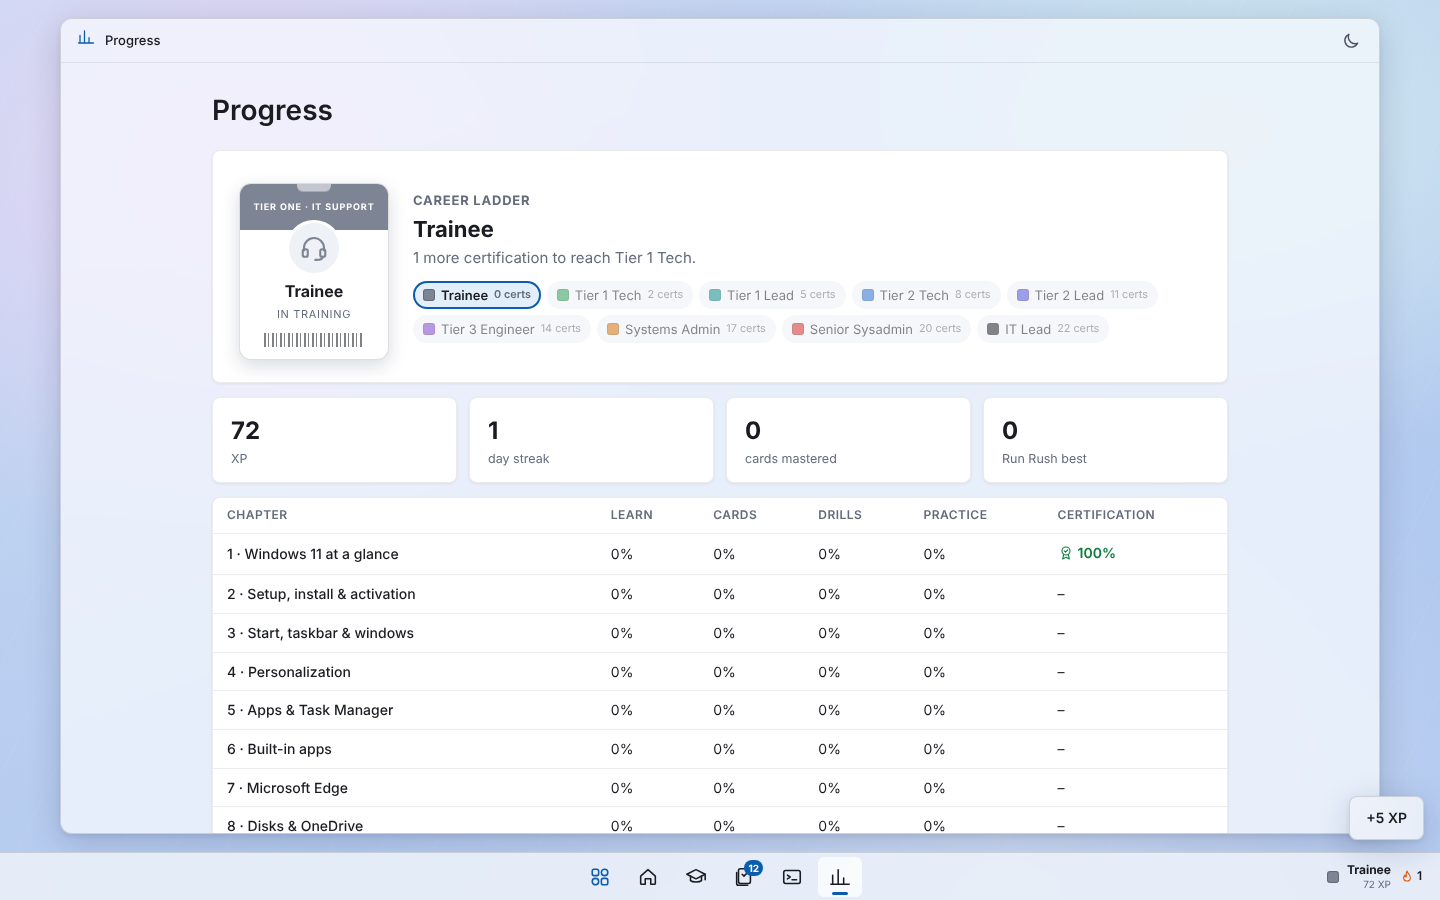 Progress
Progress
TIER ONE · IT SUPPORT
Trainee
IN TRAINING
CAREER LADDER
Trainee
1 more certification to reach Tier 1 Tech.
Trainee 0 certs
Tier 1 Tech 2 certs
Tier 1 Lead 5 certs
Tier 2 Tech 8 certs
Tier 2 Lead 11 certs
Tier 3 Engineer 14 certs
Systems Admin 17 certs
Senior Sysadmin 20 certs
IT Lead 22 certs
72
XP
1
day streak
0
cards mastered
0
Run Rush best
CHAPTER LEARN CARDS DRILLS PRACTICE CERTIFICATION
1 · Windows 11 at a glance 0% 0% 0% 0% 100%
2 · Setup, install & activation 0% 0% 0% 0% –
3 · Start, taskbar & windows 0% 0% 0% 0% –
4 · Personalization 0% 0% 0% 0% –
5 · Apps & Task Manager 0% 0% 0% 0% –
6 · Built-in apps 0% 0% 0% 0% –
7 · Microsoft Edge 0% 0% 0% 0% –
8 · Disks & OneDrive 0% 0% 0% 0% –
+5 XP
12
Trainee
72 XP
1